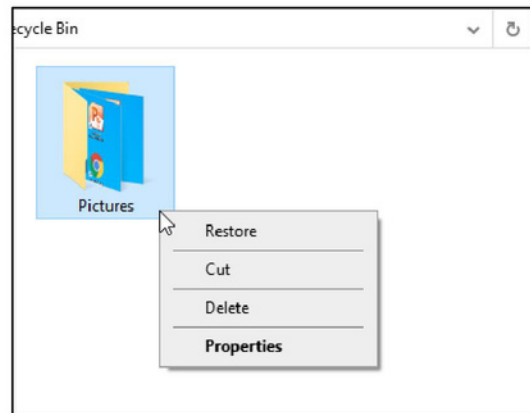 ecycle Bin
Pictures
Restore
Cut
Delete
Properties